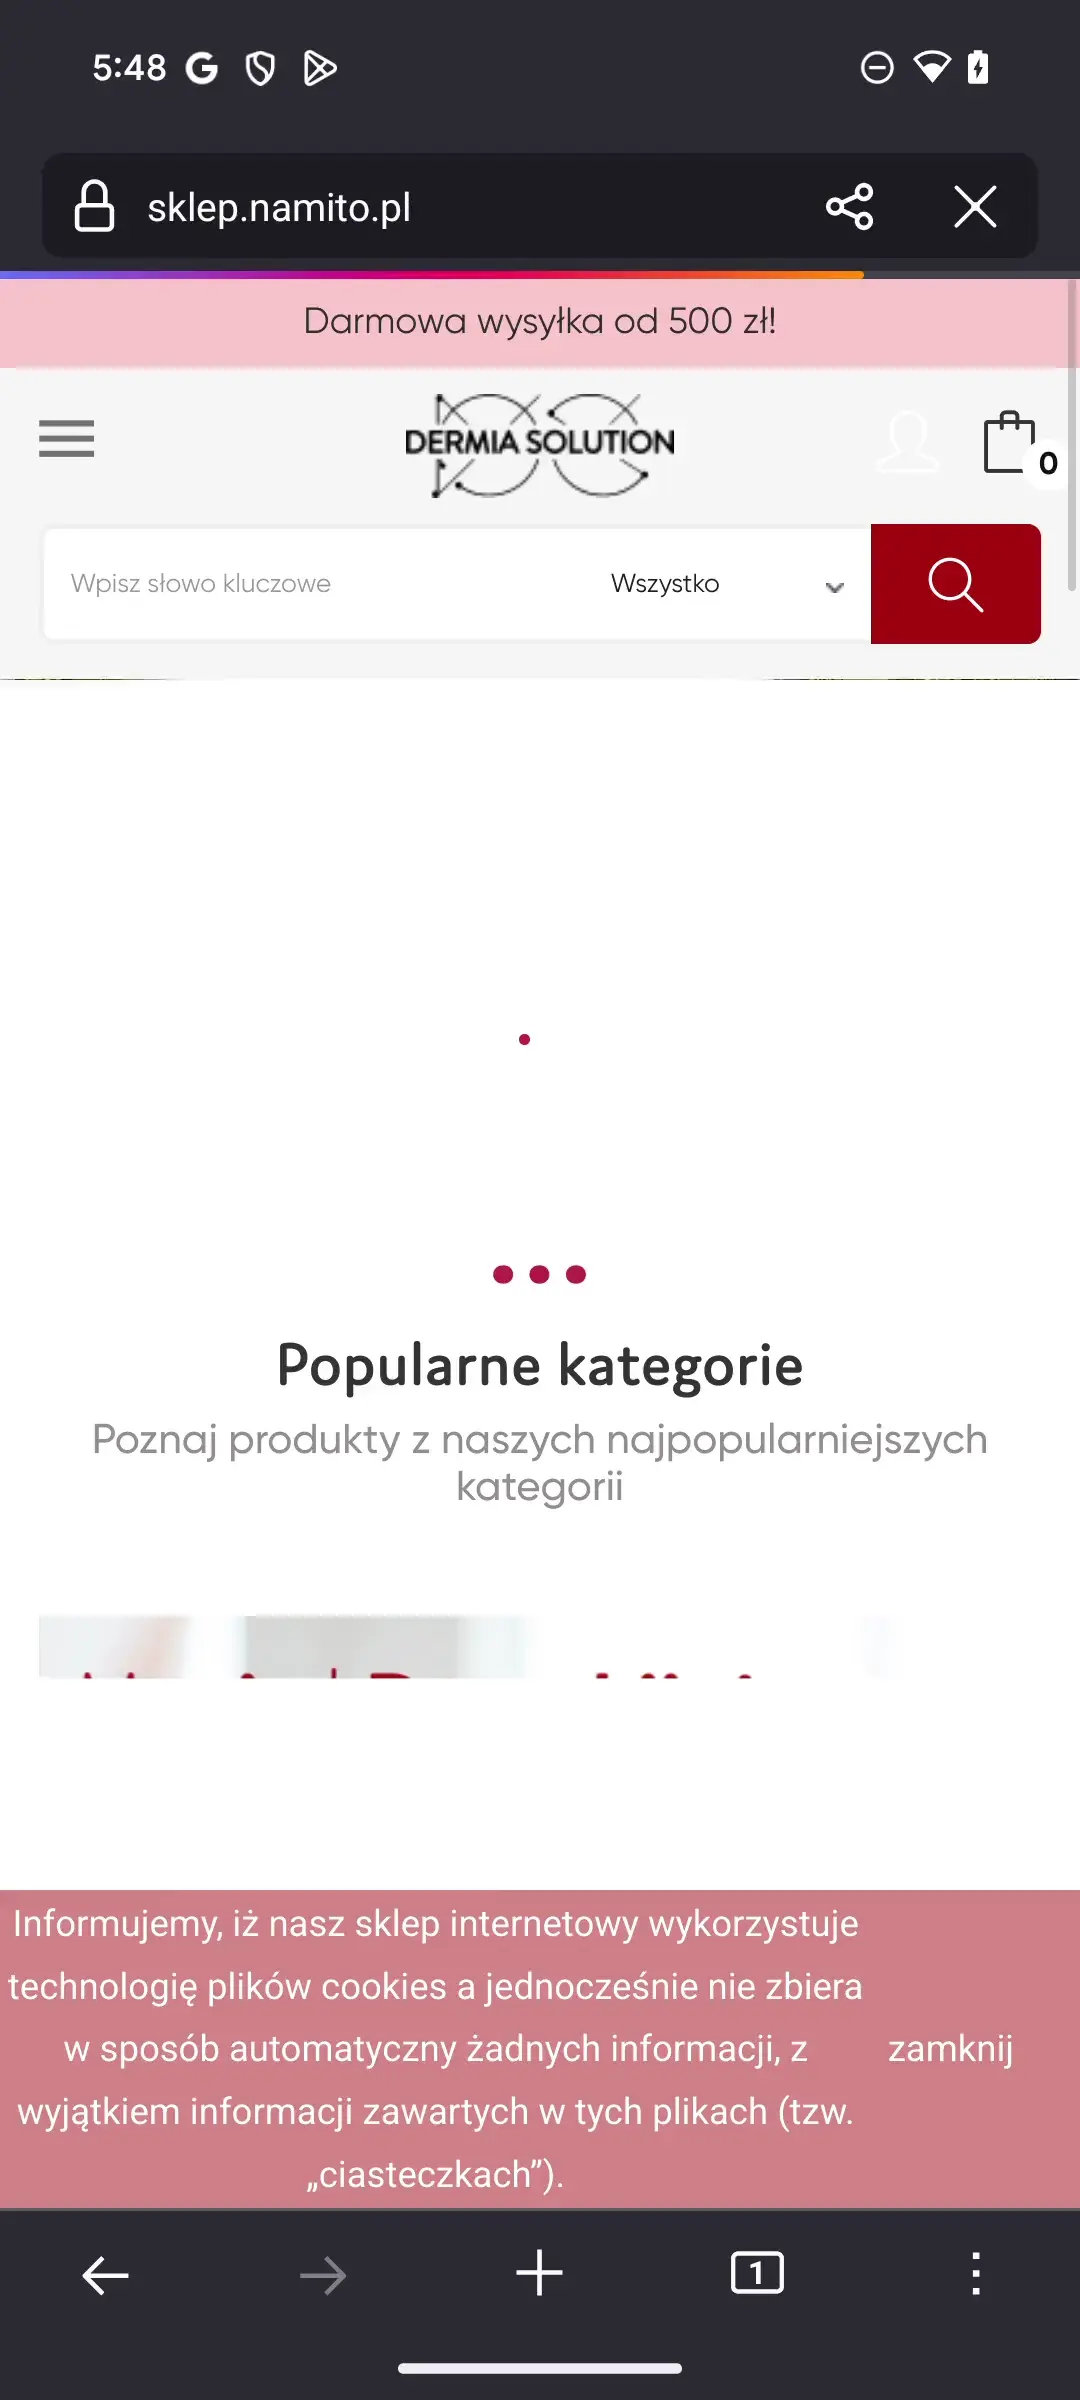 5:48
sklep.namito.pl
Darmowa wysyłka od 500 zł!
DERMIA SOLUTION
0
Wpisz słowo kluczowe
Wszystko
Popularne kategorie
Poznaj produkty z naszych najpopularniejszych
kategorii
Informujemy, iż nasz sklep internetowy wykorzystuje
technologię plików cookies a jednocześnie nie zbiera
w sposób automatyczny żadnych informacji, z
wyjątkiem informacji zawartych w tych plikach (tzw.
„ciasteczkach”).
zamknij
1